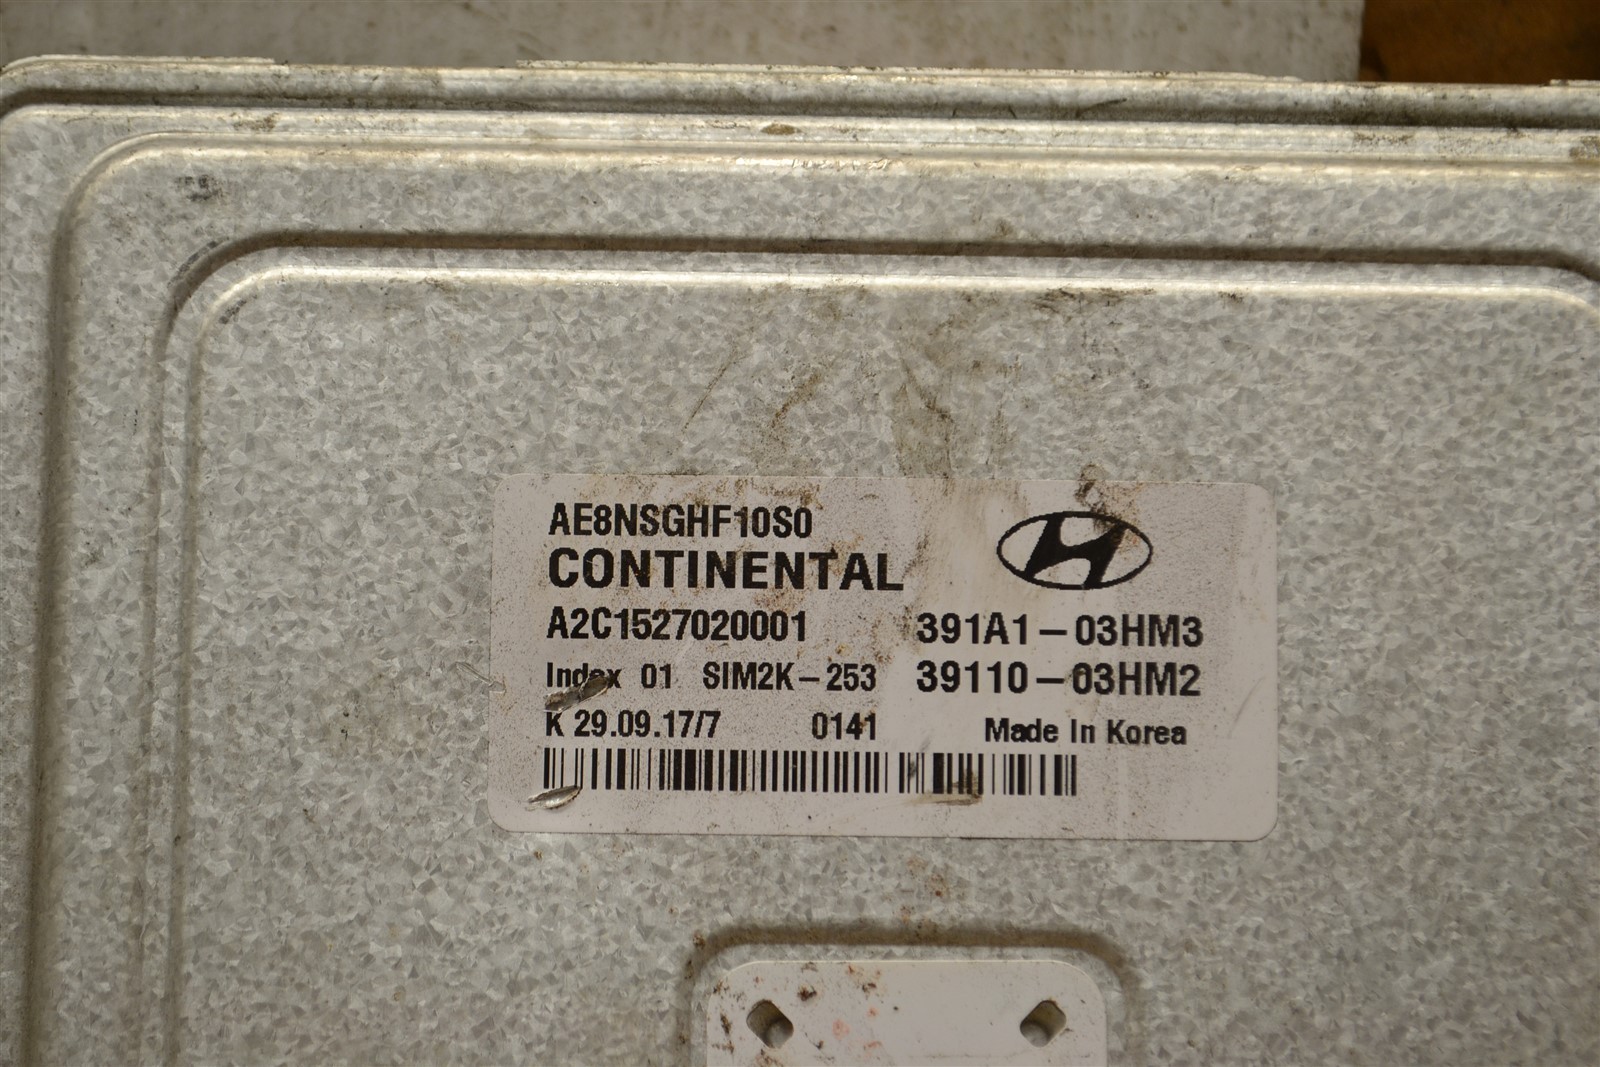 AE8NSGHF10S0
CONTINENTAL
A2C1527020001 391A1-03HM3
Index 01 SIM2K-253 39110-03HM2
K 29.09.17/7 0141 Made In Korea